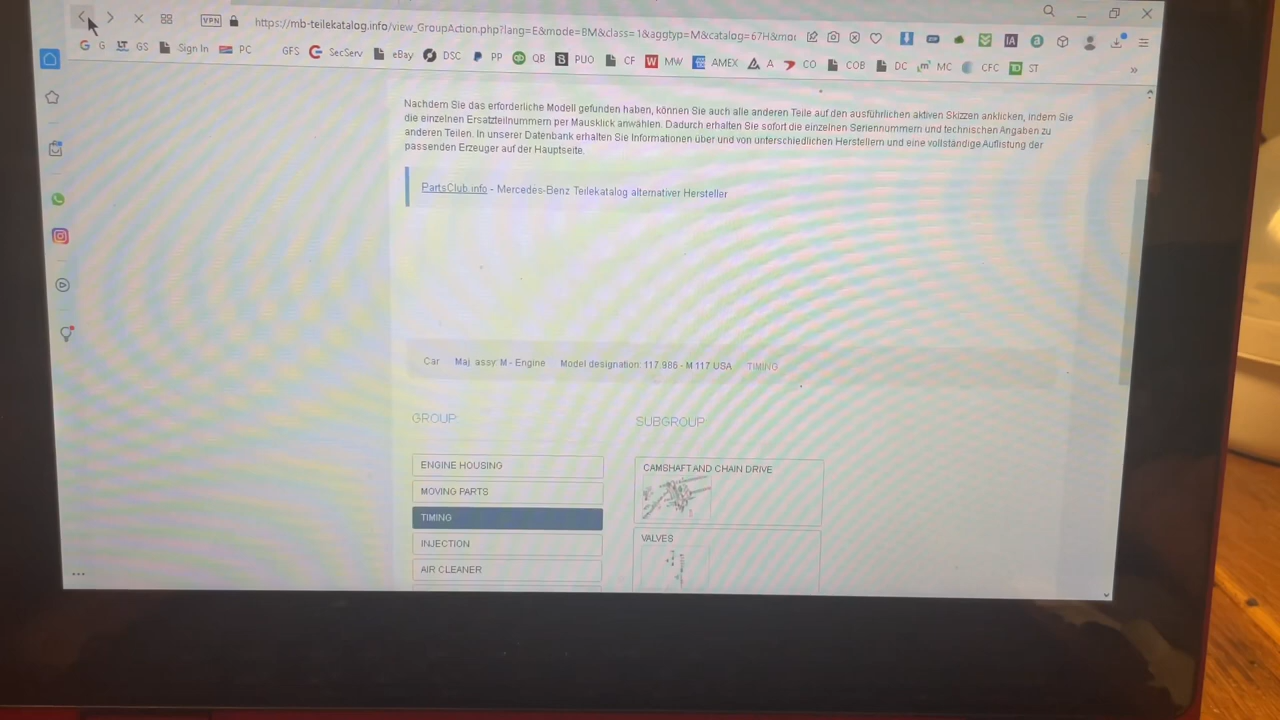 VPN https://mb-teilekatalog.info/view_GroupAction.php?lang=E&mode=BM&class=1&aggtyp=M&catalog=67H&mo
G GS Sign In PC GFS SecServ eBay DSC PP QB PUO CF MW AMEX A CO COB DC MC CFC ST »
Nachdem Sie das erforderliche Modell gefunden haben, können Sie auch alle anderen Teile auf den ausführlichen aktiven Skizzen anklicken, indem Sie
die einzelnen Ersatzteilnummern per Mausklick anwählen. Dadurch erhalten Sie sofort die einzelnen Seriennummern und technischen Angaben zu
anderen Teilen. In unserer Datenbank erhalten Sie Informationen über und von unterschiedlichen Herstellern und eine vollständige Auflistung der
passenden Erzeuger auf der Hauptseite.
PartsClub.info - Mercedes-Benz Teilekatalog alternativer Hersteller
Car Maj. assy: M - Engine Model designation: 117.986 - M 117 USA TIMING
GROUP SUBGROUP
ENGINE HOUSING CAMSHAFT AND CHAIN DRIVE
MOVING PARTS
TIMING
INJECTION VALVES
AIR CLEANER